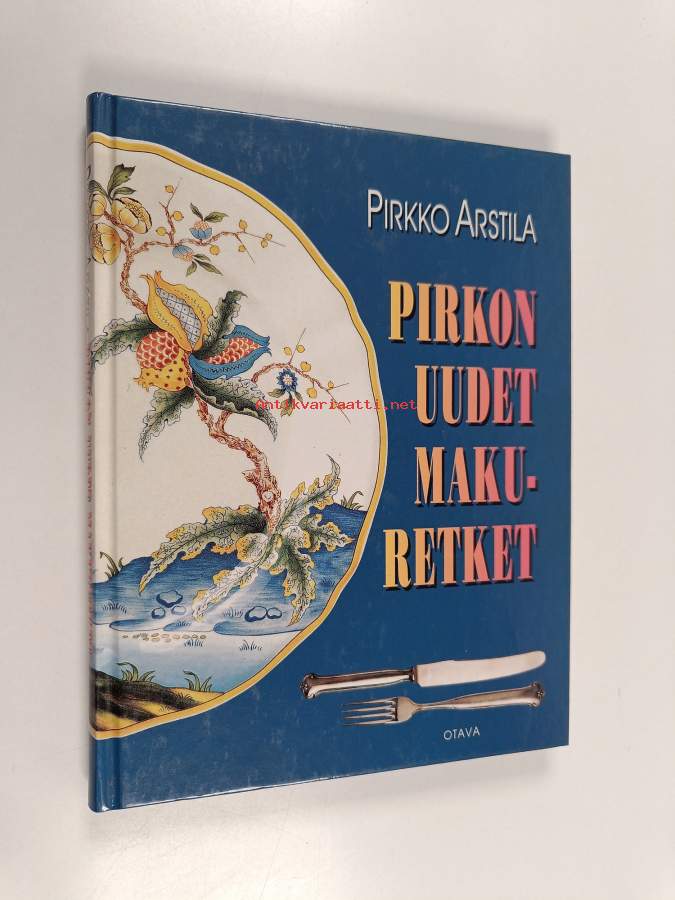 PIRKKO ARSTILA
PIRKON
UUDET
MAKU-
RETKET
OTAVA
Antikvariaatti.net